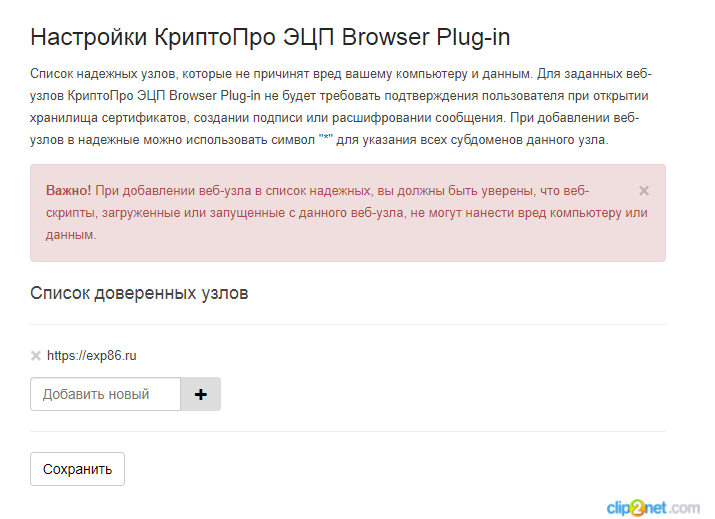 Настройки КриптоПро ЭЦП Browser Plug-in
Список надежных узлов, которые не причинят вред вашему компьютеру и данным. Для заданных веб-
узлов КриптоПро ЭЦП Browser Plug-in не будет требовать подтверждения пользователя при открытии
хранилища сертификатов, создании подписи или расшифровании сообщения. При добавлении веб-
узлов в надежные можно использовать символ "*" для указания всех субдоменов данного узла.
Важно! При добавлении веб-узла в список надежных, вы должны быть уверены, что веб-
скрипты, загруженные или запущенные с данного веб-узла, не могут нанести вред компьютеру или
данным.
Список доверенных узлов
https://exp86.ru
Добавить новый
Сохранить
clip2net.com